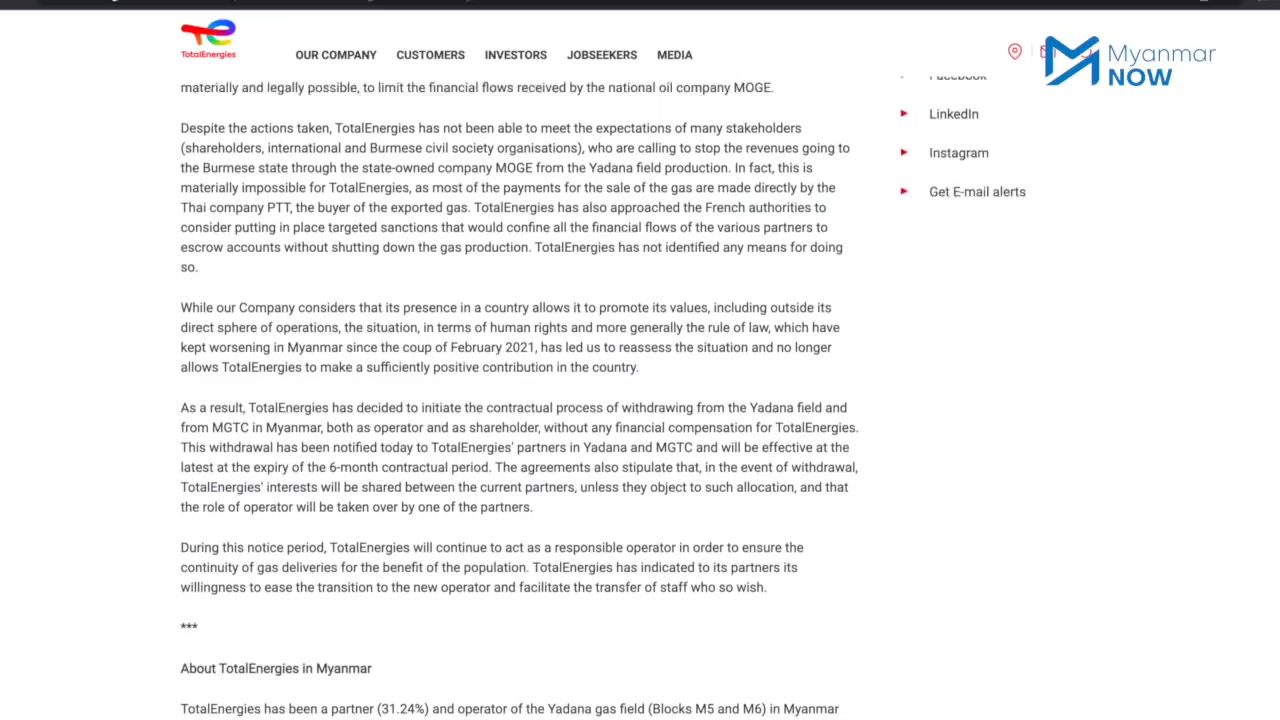 TotalEnergies
OUR COMPANY
CUSTOMERS
INVESTORS
JOBSEEKERS
MEDIA
Myanmar
NOW
materially and legally possible, to limit the financial flows received by the national oil company MOGE.
Despite the actions taken, TotalEnergies has not been able to meet the expectations of many stakeholders
(shareholders, international and Burmese civil society organisations), who are calling to stop the revenues going to
the Burmese state through the state-owned company MOGE from the Yadana field production. In fact, this is
materially impossible for TotalEnergies, as most of the payments for the sale of the gas are made directly by the
Thai company PTT, the buyer of the exported gas. TotalEnergies has also approached the French authorities to
consider putting in place targeted sanctions that would confine all the financial flows of the various partners to
escrow accounts without shutting down the gas production. TotalEnergies has not identified any means for doing
so.
While our Company considers that its presence in a country allows it to promote its values, including outside its
direct sphere of operations, the situation, in terms of human rights and more generally the rule of law, which have
kept worsening in Myanmar since the coup of February 2021, has led us to reassess the situation and no longer
allows TotalEnergies to make a sufficiently positive contribution in the country.
As a result, TotalEnergies has decided to initiate the contractual process of withdrawing from the Yadana field and
from MGTC in Myanmar, both as operator and as shareholder, without any financial compensation for TotalEnergies.
This withdrawal has been notified today to TotalEnergies' partners in Yadana and MGTC and will be effective at the
latest at the expiry of the 6-month contractual period. The agreements also stipulate that, in the event of withdrawal,
TotalEnergies' interests will be shared between the current partners, unless they object to such allocation, and that
the role of operator will be taken over by one of the partners.
During this notice period, TotalEnergies will continue to act as a responsible operator in order to ensure the
continuity of gas deliveries for the benefit of the population. TotalEnergies has indicated to its partners its
willingness to ease the transition to the new operator and facilitate the transfer of staff who so wish.
***
About TotalEnergies in Myanmar
TotalEnergies has been a partner (31.24%) and operator of the Yadana gas field (Blocks M5 and M6) in Myanmar
Facebook
LinkedIn
Instagram
Get E-mail alerts